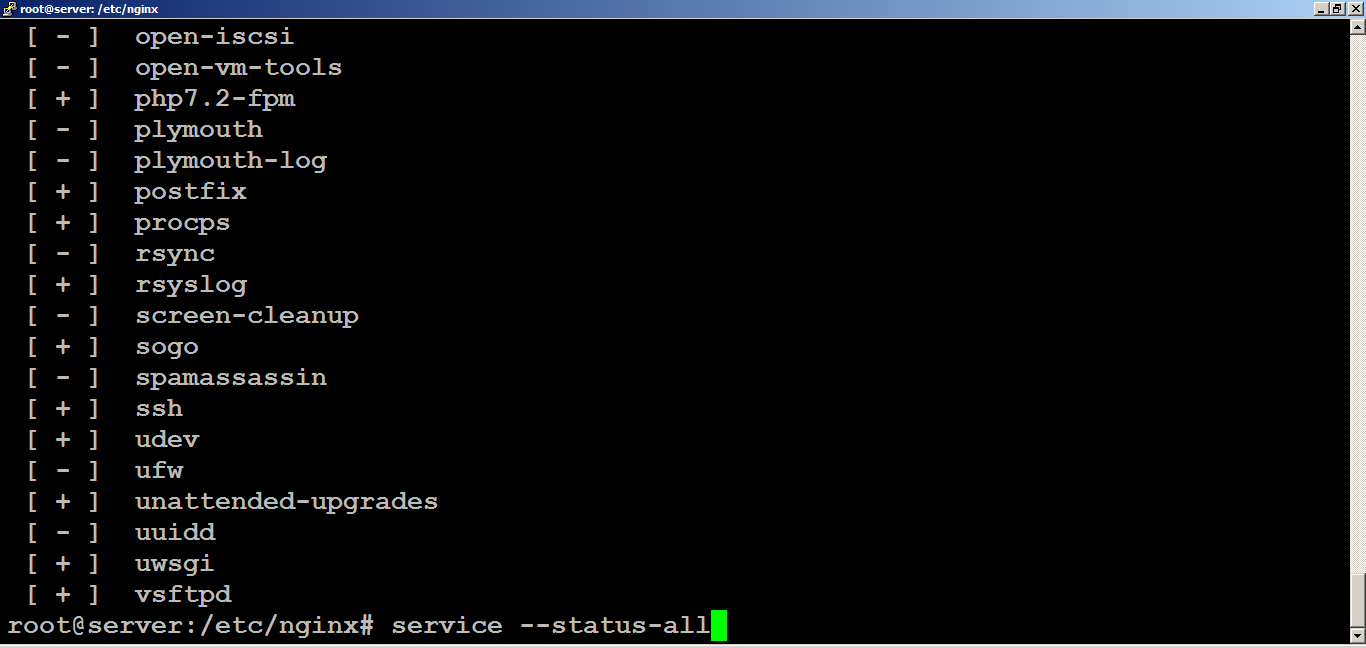 root@server: /etc/nginx
[ - ]  open-iscsi
[ - ]  open-vm-tools
[ + ]  php7.2-fpm
[ - ]  plymouth
[ - ]  plymouth-log
[ + ]  postfix
[ + ]  procps
[ - ]  rsync
[ + ]  rsyslog
[ - ]  screen-cleanup
[ + ]  sogo
[ - ]  spamassassin
[ + ]  ssh
[ + ]  udev
[ - ]  ufw
[ + ]  unattended-upgrades
[ - ]  uuidd
[ + ]  uwsgi
[ + ]  vsftpd
root@server:/etc/nginx# service --status-all